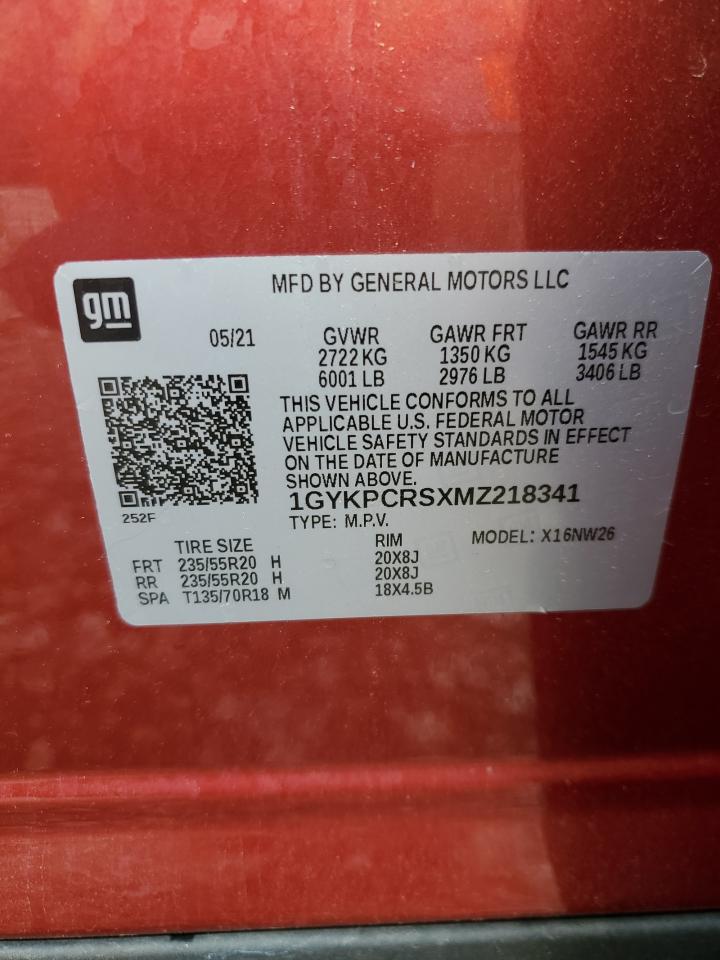 gm
MFD BY GENERAL MOTORS LLC
05/21 GVWR GAWR FRT GAWR RR
2722 KG 1350 KG 1545 KG
6001 LB 2976 LB 3406 LB
THIS VEHICLE CONFORMS TO ALL
APPLICABLE U.S. FEDERAL MOTOR
VEHICLE SAFETY STANDARDS IN EFFECT
ON THE DATE OF MANUFACTURE
SHOWN ABOVE.
1GYKPCRSXMZ218341
252F TYPE: M.P.V.
TIRE SIZE RIM MODEL: X16NW26
FRT 235/55R20 H 20X8J
RR 235/55R20 H 20X8J
SPA T135/70R18 M 18X4.5B